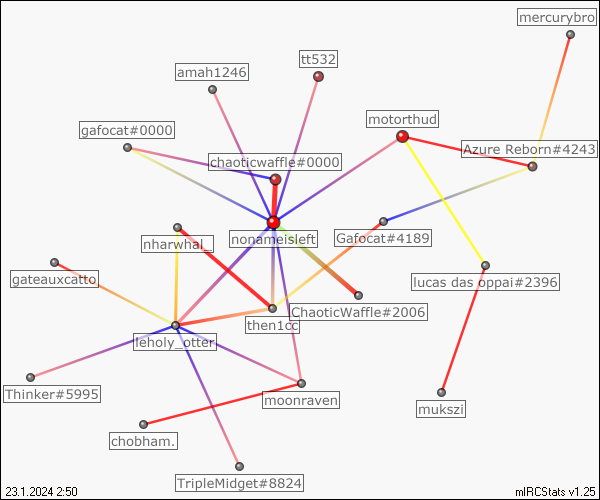 mercurybro
tt532
amah1246
motorthud
gafocat#0000
Azure Reborn#4243
chaoticwaffle#0000
nonameisleft
Gafocat#4189
nharwhal_
gateauxcatto
lucas das oppai#2396
ChaoticWaffle#2006
then1cc
leholy_otter
Thinker#5995
moonraven
mukszi
chobham.
TripleMidget#8824
23.1.2024 2:50
mIRCStats v1.25